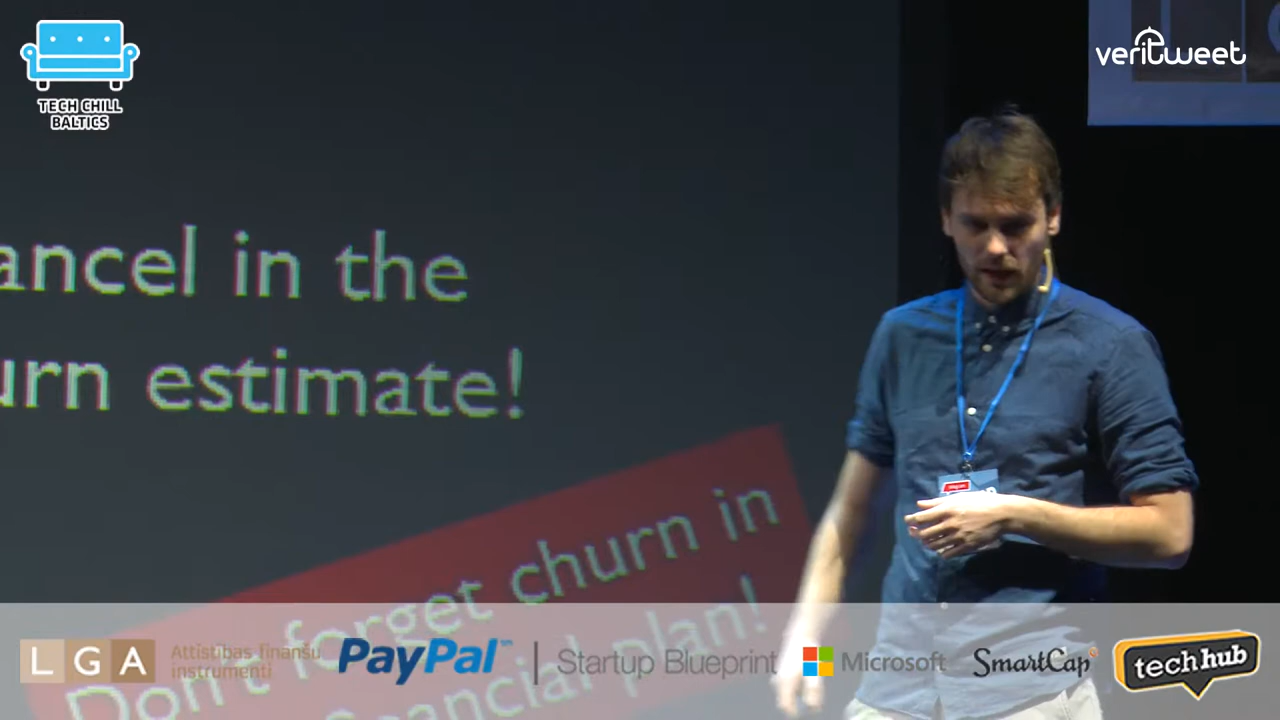 TECH CHILL
BALTICS
veritweet
ancel in the
urn estimate!
Don't forget churn in
financial plan!
LGA
Attīstības finanšu
instrumenti
PayPal™
Startup Blueprint
Microsoft
SmartCap
techhub